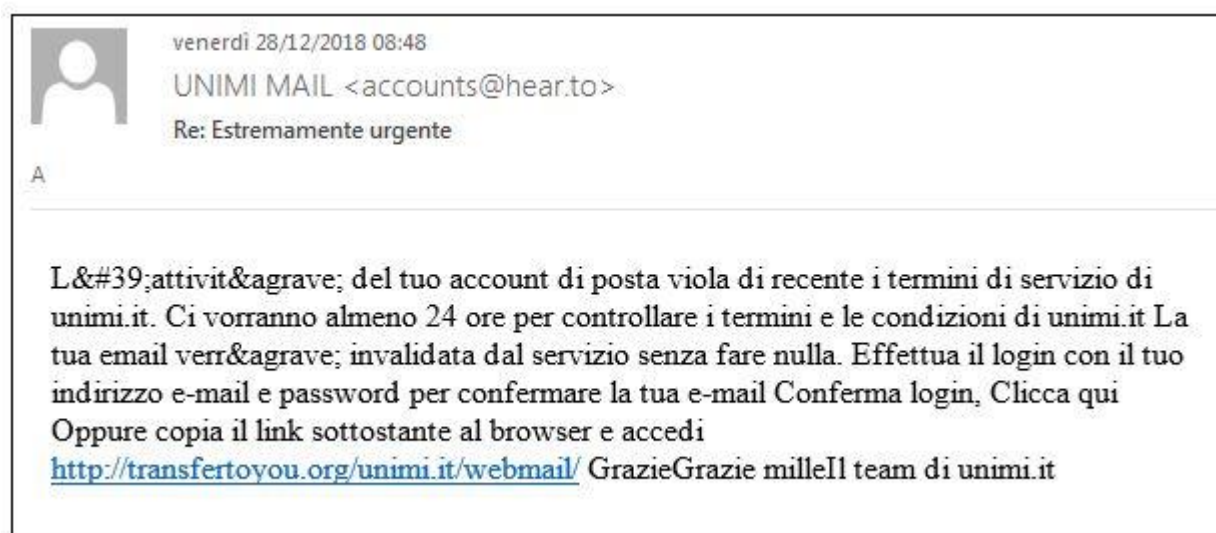 venerdì 28/12/2018 08:48
UNIMI MAIL <accounts@hear.to>
Re: Estremamente urgente
A
L&#39;attivit&agrave; del tuo account di posta viola di recente i termini di servizio di
unimi.it. Ci vorranno almeno 24 ore per controllare i termini e le condizioni di unimi.it La
tua email verr&agrave; invalidata dal servizio senza fare nulla. Effettua il login con il tuo
indirizzo e-mail e password per confermare la tua e-mail Conferma login, Clicca qui
Oppure copia il link sottostante al browser e accedi
http://transfertoyou.org/unimi.it/webmail/ GrazieGrazie milleIl team di unimi.it